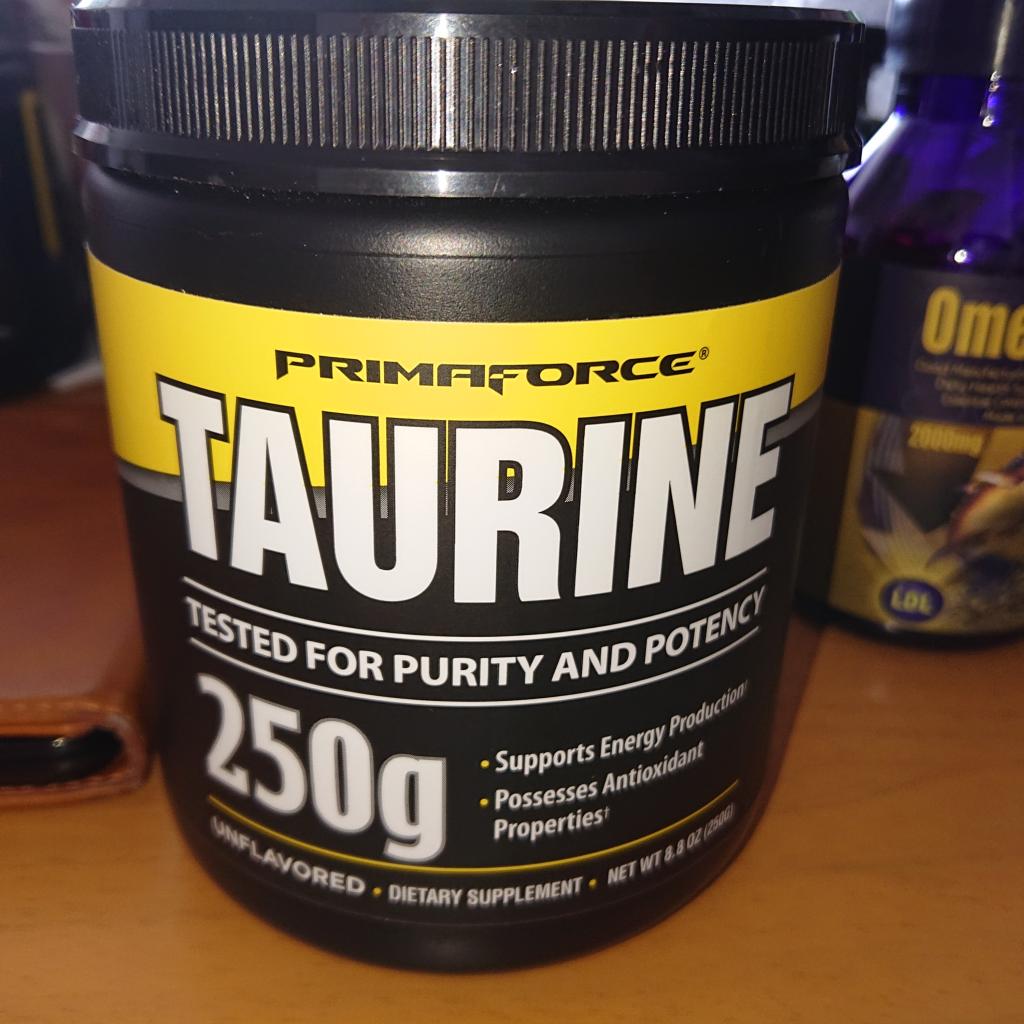 PRIMAFORCE®
TAURINE
TESTED FOR PURITY AND POTENCY
250g
• Supports Energy Production†
• Possesses Antioxidant
Properties†
UNFLAVORED • DIETARY SUPPLEMENT • NET WT 8.8 OZ (250G)
Ome
2000mg
LDL